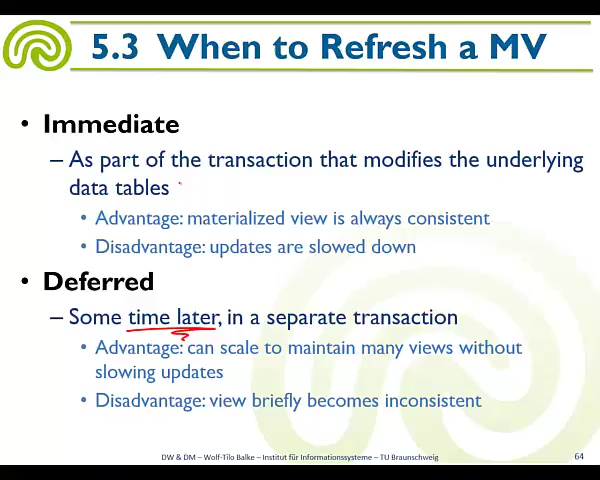 5.3 When to Refresh a MV
• Immediate
– As part of the transaction that modifies the underlying
data tables
• Advantage: materialized view is always consistent
• Disadvantage: updates are slowed down
• Deferred
– Some time later, in a separate transaction
• Advantage: can scale to maintain many views without
slowing updates
• Disadvantage: view briefly becomes inconsistent
DW & DM – Wolf-Tilo Balke – Institut für Informationssysteme – TU Braunschweig
64